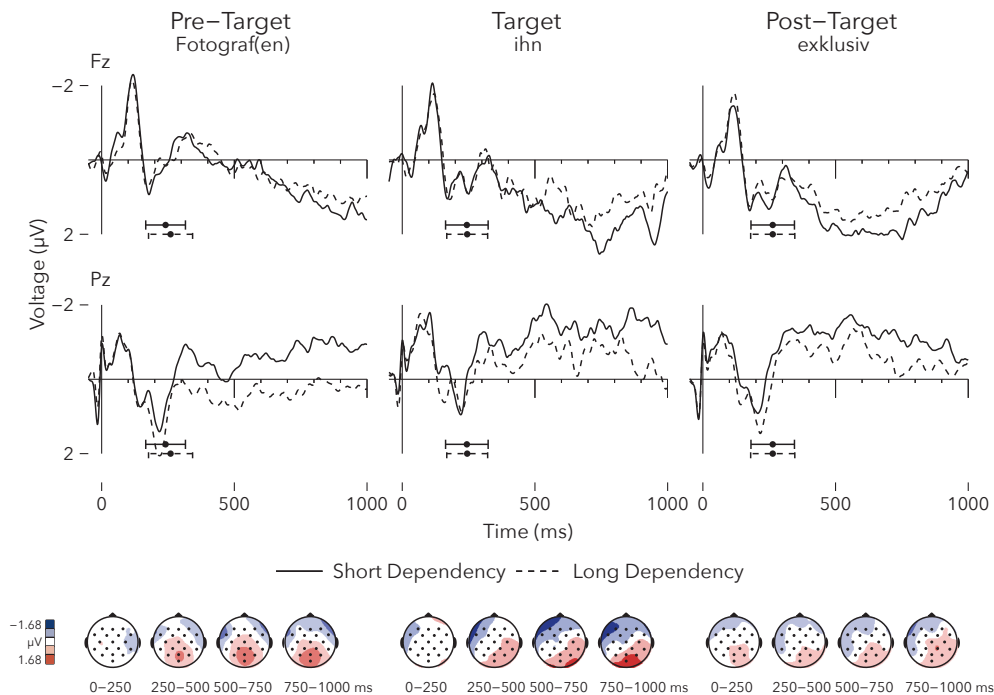 Pre−Target
Fotograf(en)
Target
ihn
Post-Target
exklusiv
Fz
−2
2
Pz
−2
2
Voltage (µV)
0 500 1000
0 500 1000
0 500 1000
Time (ms)
Short Dependency
Long Dependency
−1.68
µV
1.68
0−250 250−500 500−750 750−1000 ms
0−250 250−500 500−750 750−1000 ms
0−250 250−500 500−750 750−1000 ms